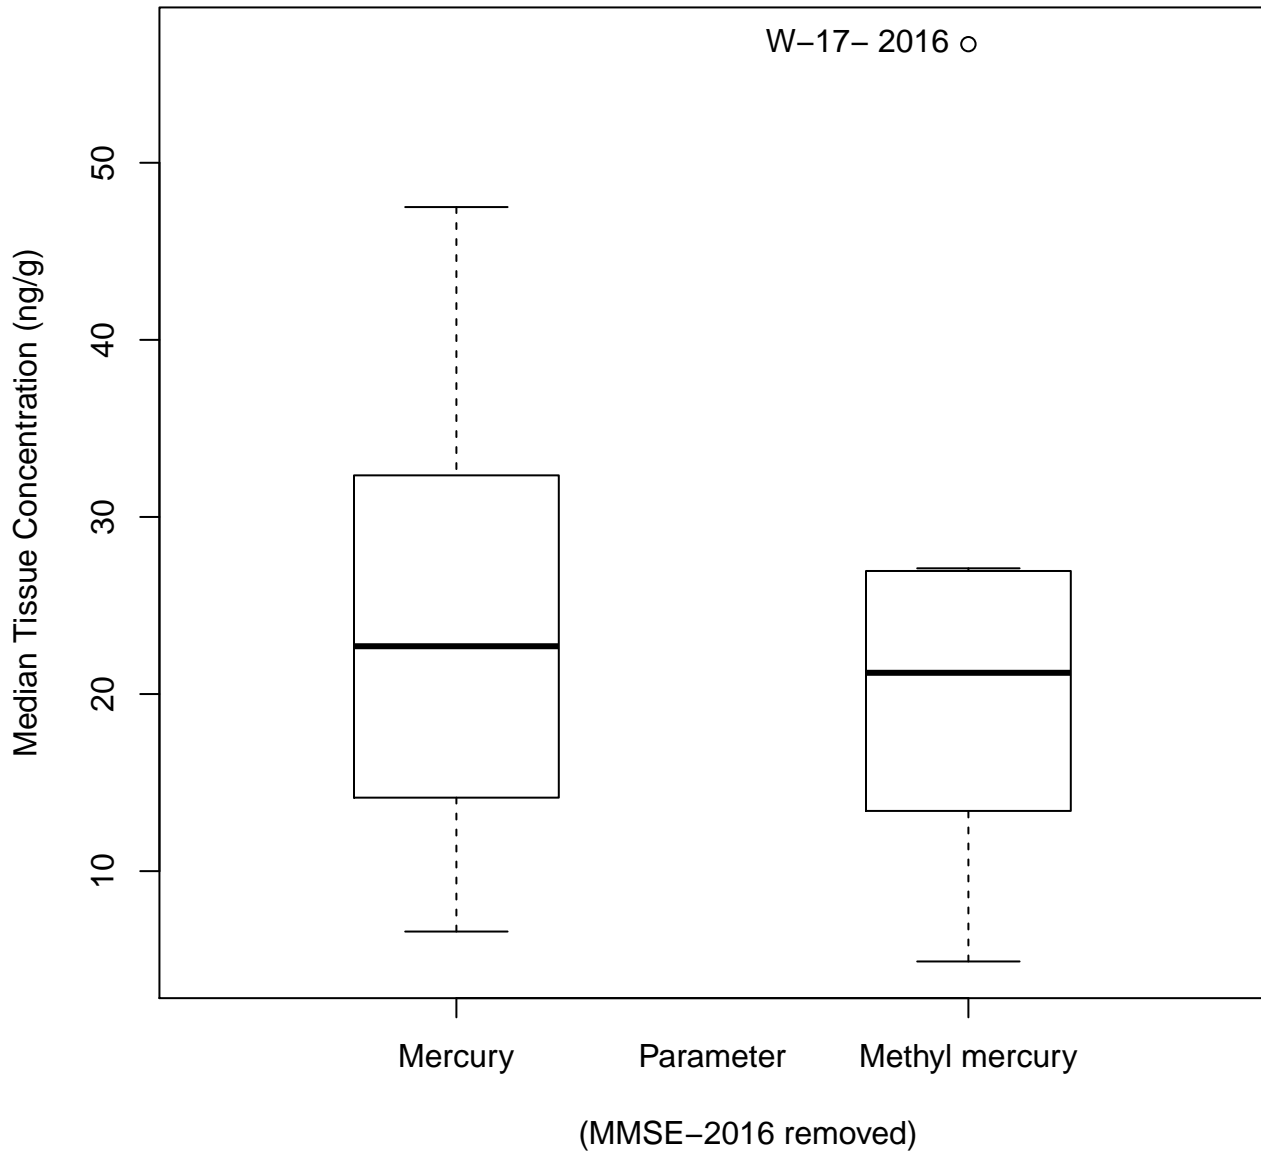 W−17− 2016
50
40
30
20
10
Median Tissue Concentration (ng/g)
Mercury Parameter Methyl mercury
(MMSE−2016 removed)